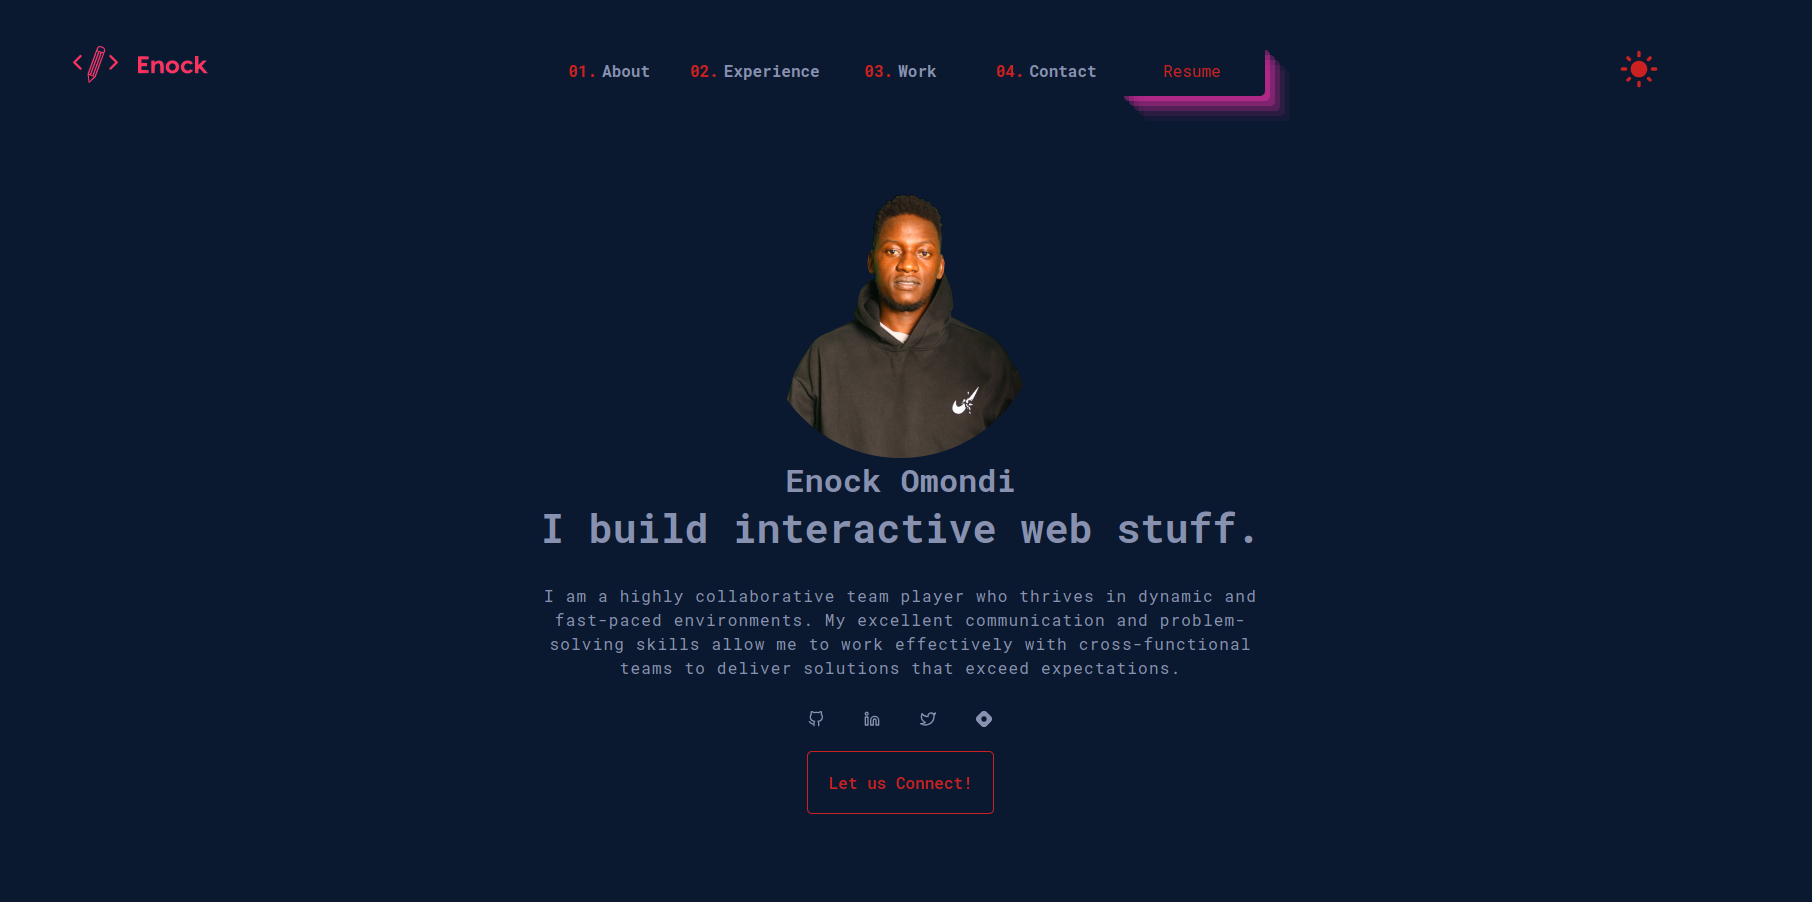 Enock
01. About
02. Experience
03. Work
04. Contact
Resume
Enock Omondi
I build interactive web stuff.
I am a highly collaborative team player who thrives in dynamic and
fast-paced environments. My excellent communication and problem-
solving skills allow me to work effectively with cross-functional
teams to deliver solutions that exceed expectations.
Let us Connect!